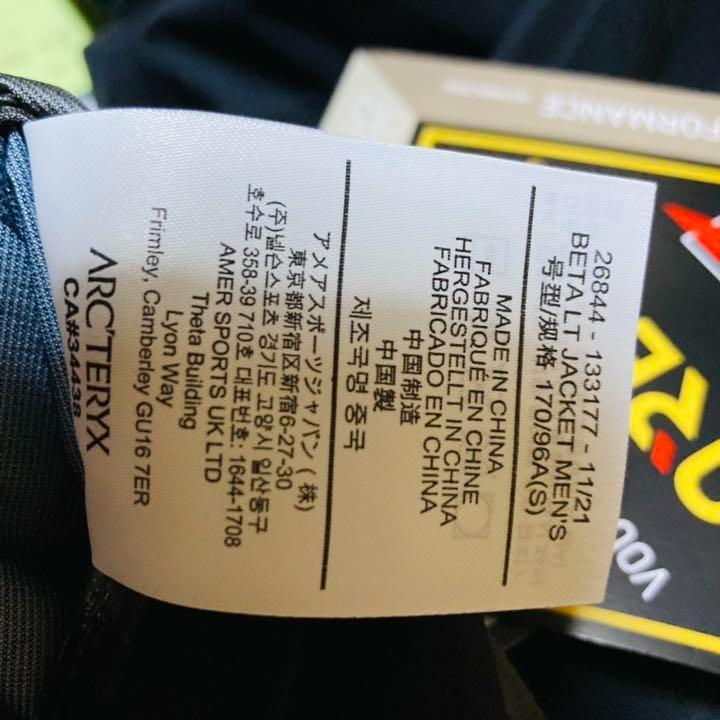 26844 - 133177 - 11/21
BETA LT JACKET MEN'S
号型/规格 170/96A(S)
MADE IN CHINA
FABRIQUÉ EN CHINE
HERGESTELLT IN CHINA
FABRICADO EN CHINA
中国制造
中国製
제조국명 중국
アメアスポーツジャパン (株)
東京都新宿区新宿6-27-30
(주)넬슨스포츠 경기도 고양시 일산동구
호수로 358-39 710호 대표번호: 1644-1708
AMER SPORTS UK LTD
Theta Building
Lyon Way
Frimley, Camberley GU16 7ER
ARC'TERYX
CA#34438
FORMANCE
VOU